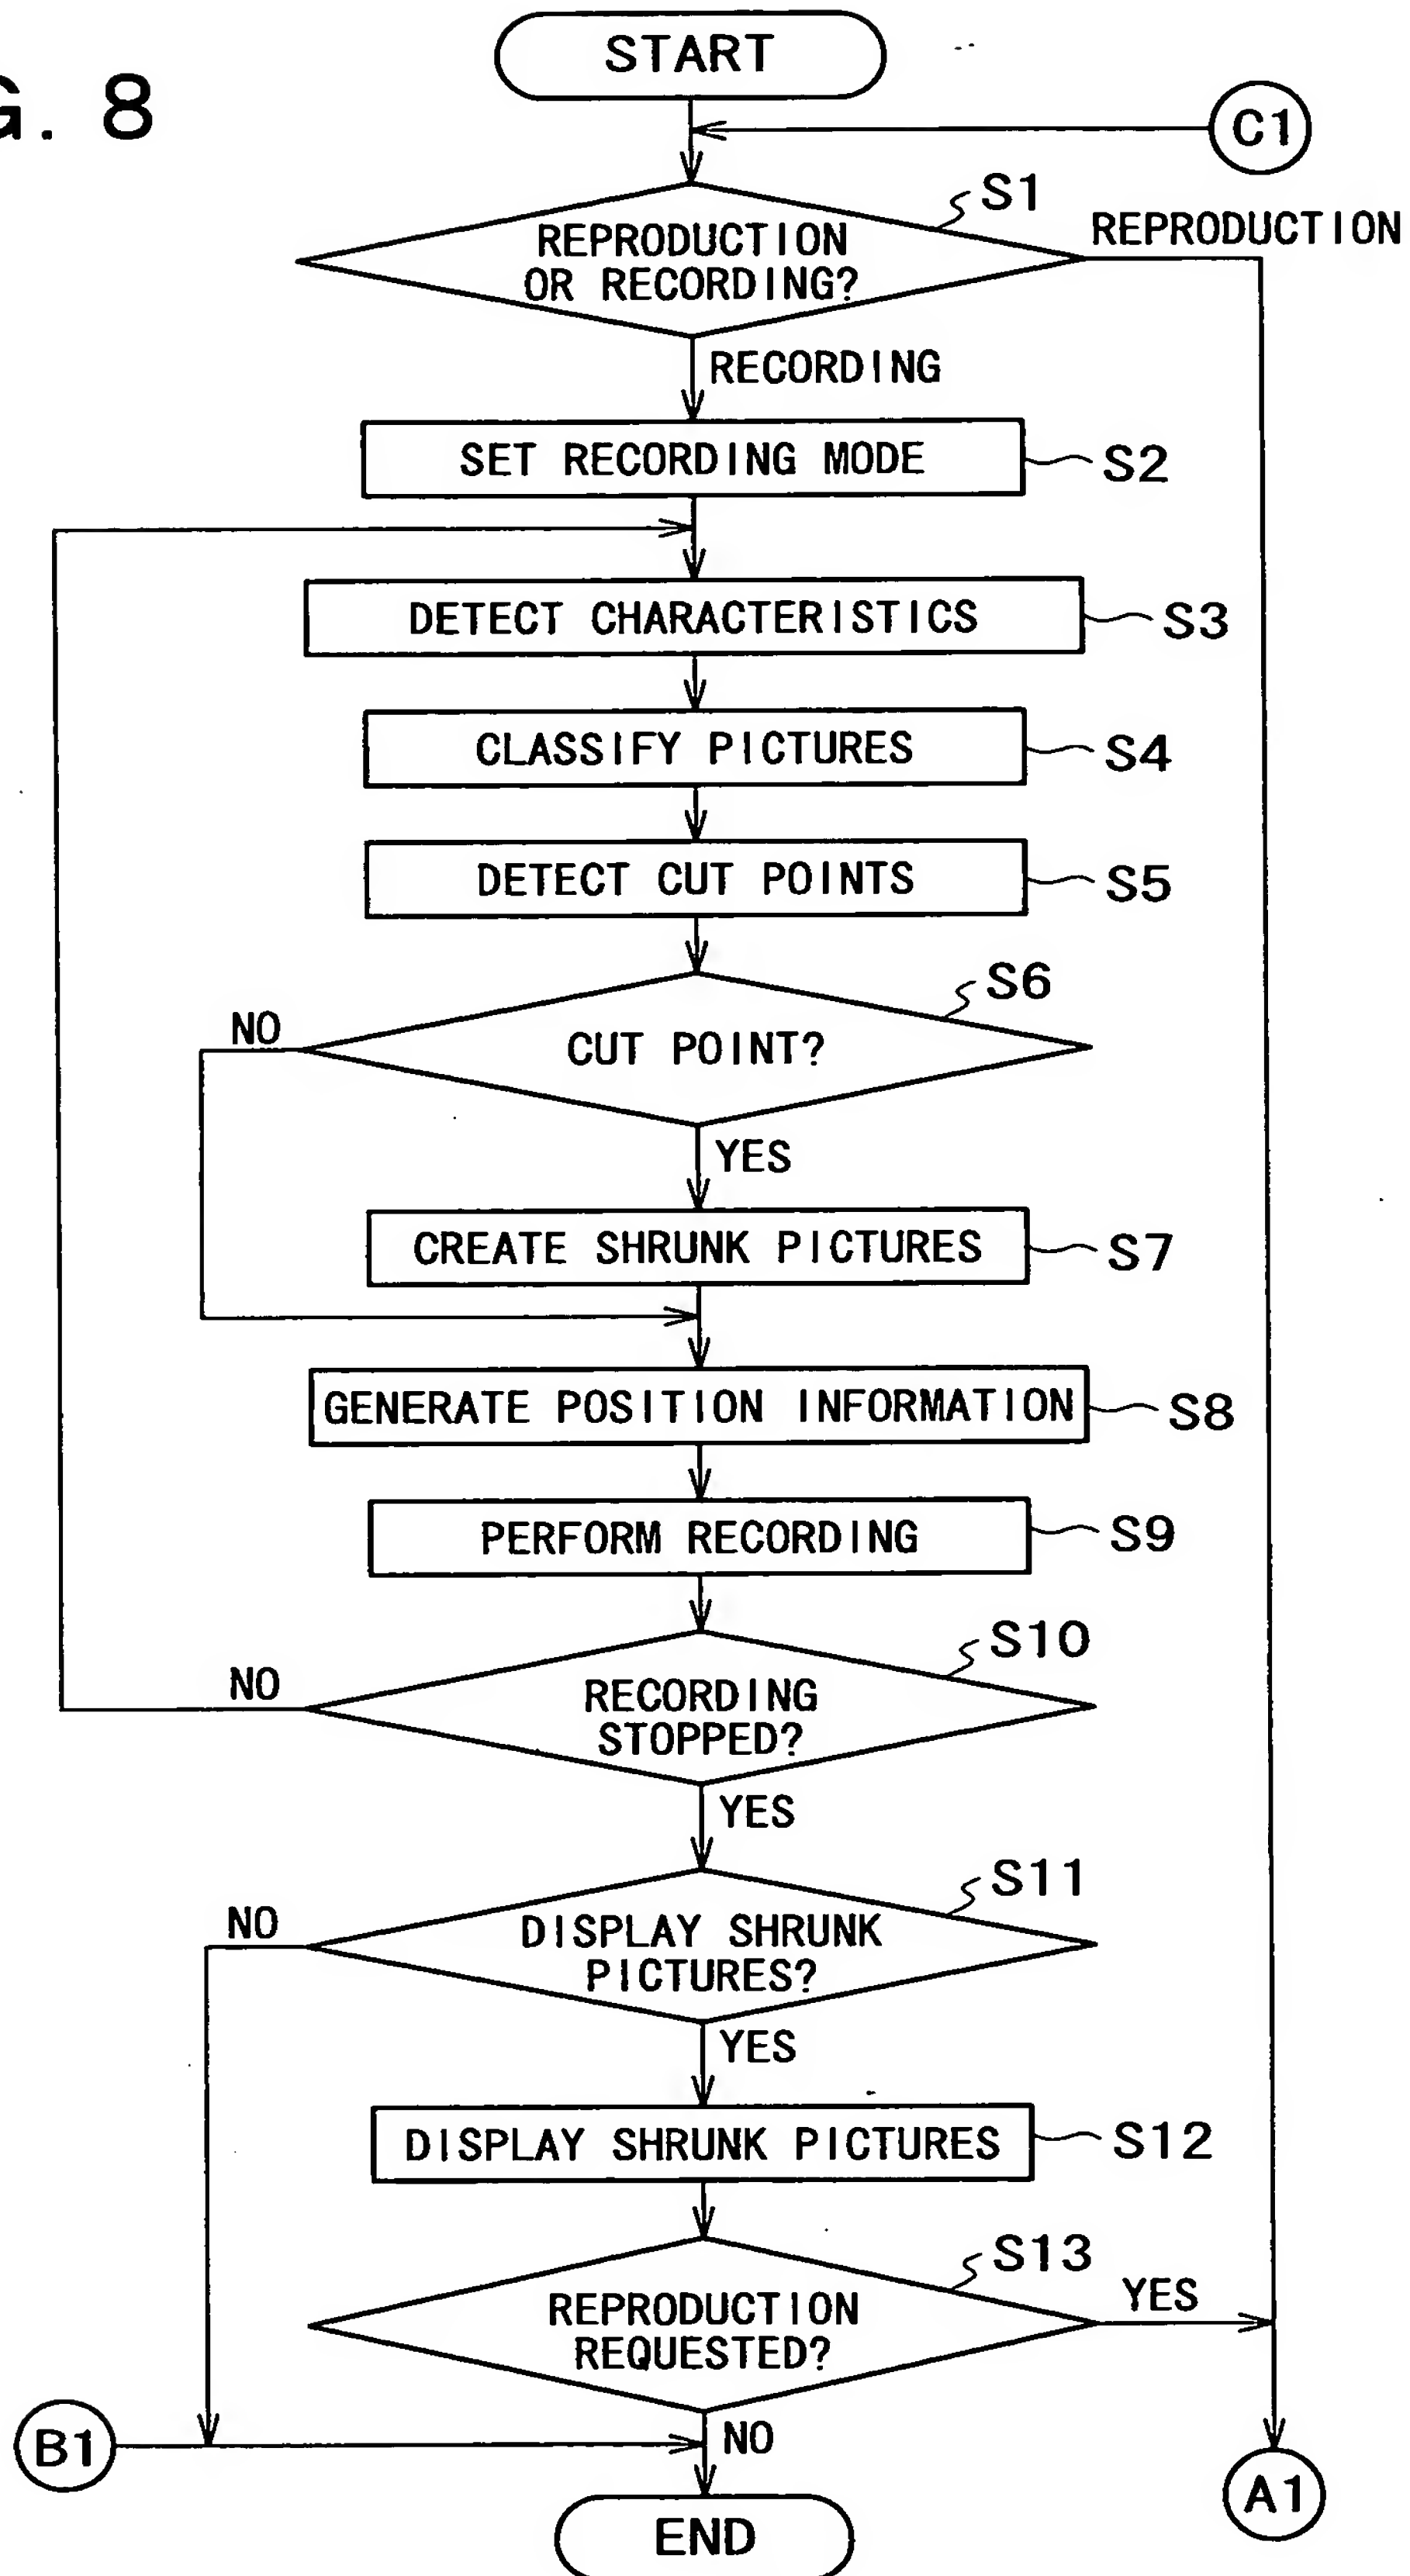 G. 8
START
C1
S1
REPRODUCTION
REPRODUCTION
OR RECORDING?
RECORDING
SET RECORDING MODE
S2
DETECT CHARACTERISTICS
S3
CLASSIFY PICTURES
S4
DETECT CUT POINTS
S5
S6
NO
CUT POINT?
YES
CREATE SHRUNK PICTURES
S7
GENERATE POSITION INFORMATION
S8
PERFORM RECORDING
S9
S10
NO
RECORDING
STOPPED?
YES
S11
NO
DISPLAY SHRUNK
PICTURES?
YES
DISPLAY SHRUNK PICTURES
S12
S13
YES
REPRODUCTION
REQUESTED?
B1
NO
A1
END